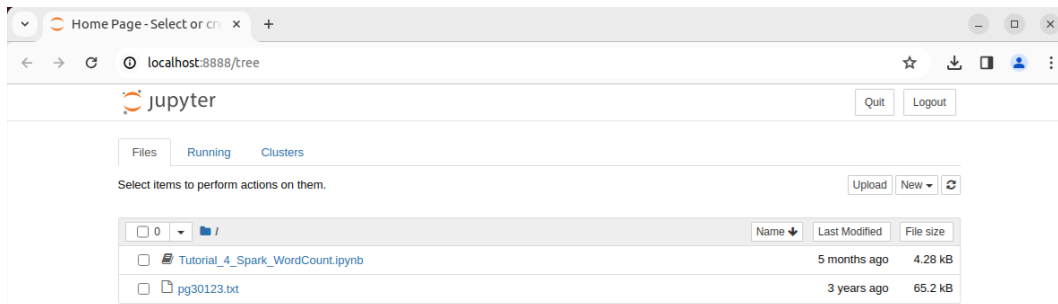 Home Page - Select or cre
localhost:8888/tree
jupyter
Quit Logout
Files Running Clusters
Select items to perform actions on them.
Upload New
0 / Name Last Modified File size
Tutorial_4_Spark_WordCount.ipynb 5 months ago 4.28 kB
pg30123.txt 3 years ago 65.2 kB